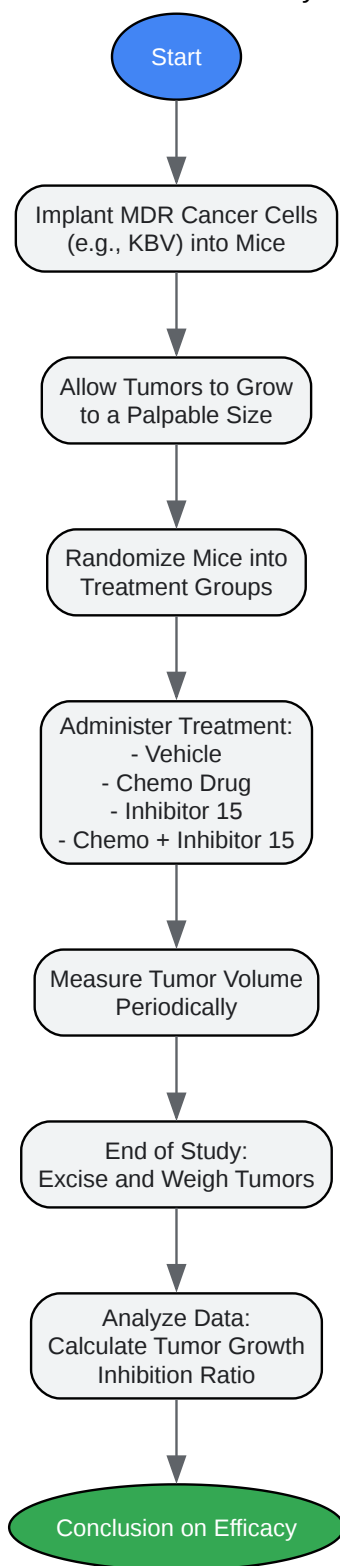 Start
Implant MDR Cancer Cells
(e.g., KBV) into Mice
Allow Tumors to Grow
to a Palpable Size
Randomize Mice into
Treatment Groups
Administer Treatment:
- Vehicle
- Chemo Drug
- Inhibitor 15
- Chemo + Inhibitor 15
Measure Tumor Volume
Periodically
End of Study:
Excise and Weigh Tumors
Analyze Data:
Calculate Tumor Growth
Inhibition Ratio
Conclusion on Efficacy